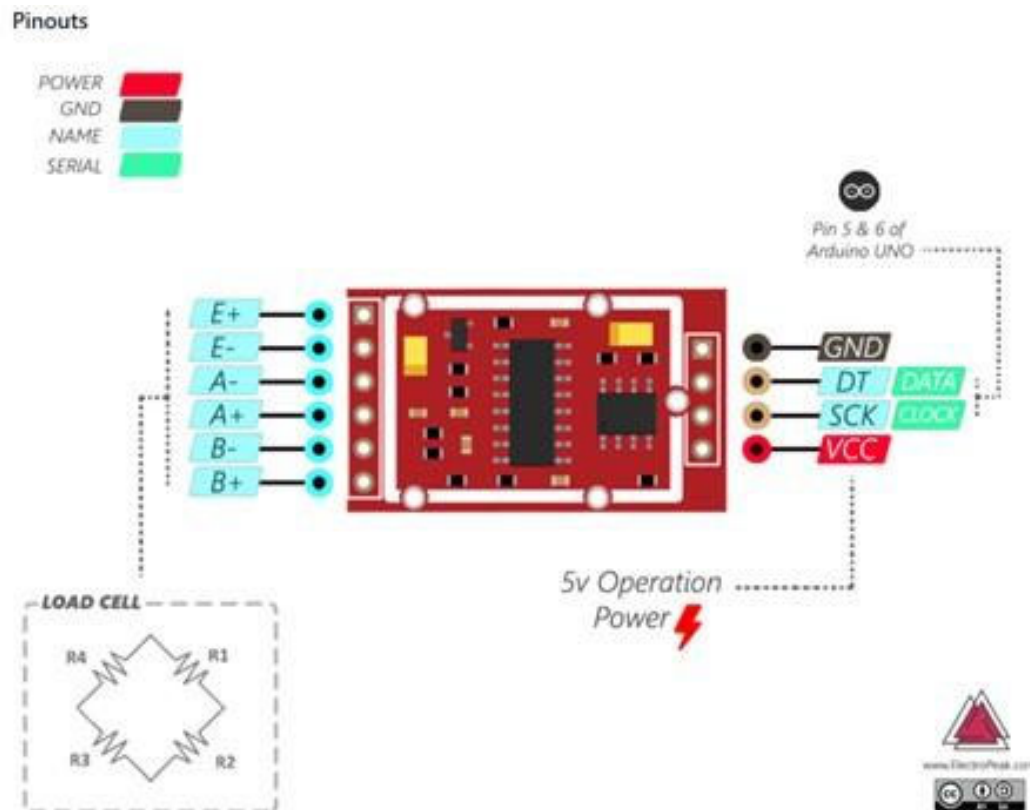 Pinouts
POWER
GND
NAME
SERIAL
Pin 5 & 6 of
Arduino UNO
E+
E-
A-
A+
B-
B+
GND
DT DATA
SCK CLOCK
VCC
5v Operation
Power
LOAD CELL
R4 R1
R3 R2
www.ElectroPeak.com
cc